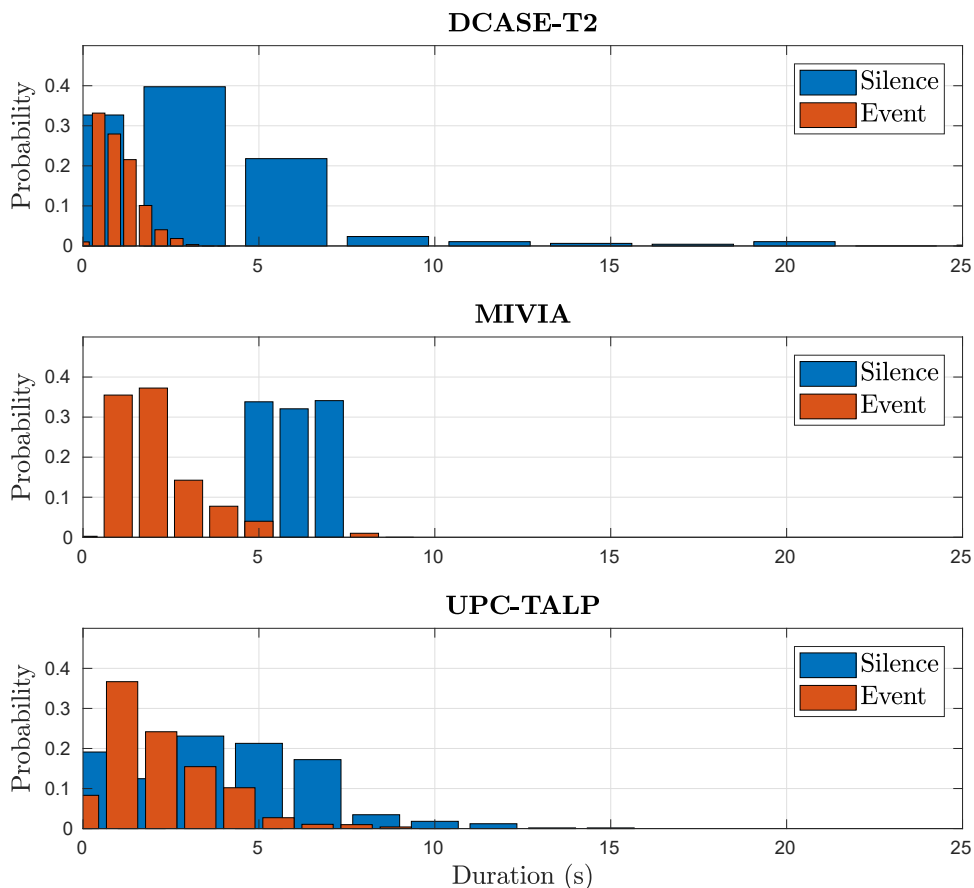 DCASE-T2
Probability
0.4
0.3
0.2
0.1
0
Silence
Event
0 5 10 15 20 25
MIVIA
Probability
0.4
0.3
0.2
0.1
0
Silence
Event
0 5 10 15 20 25
UPC-TALP
Probability
0.4
0.3
0.2
0.1
0
Silence
Event
0 5 10 15 20 25
Duration (s)